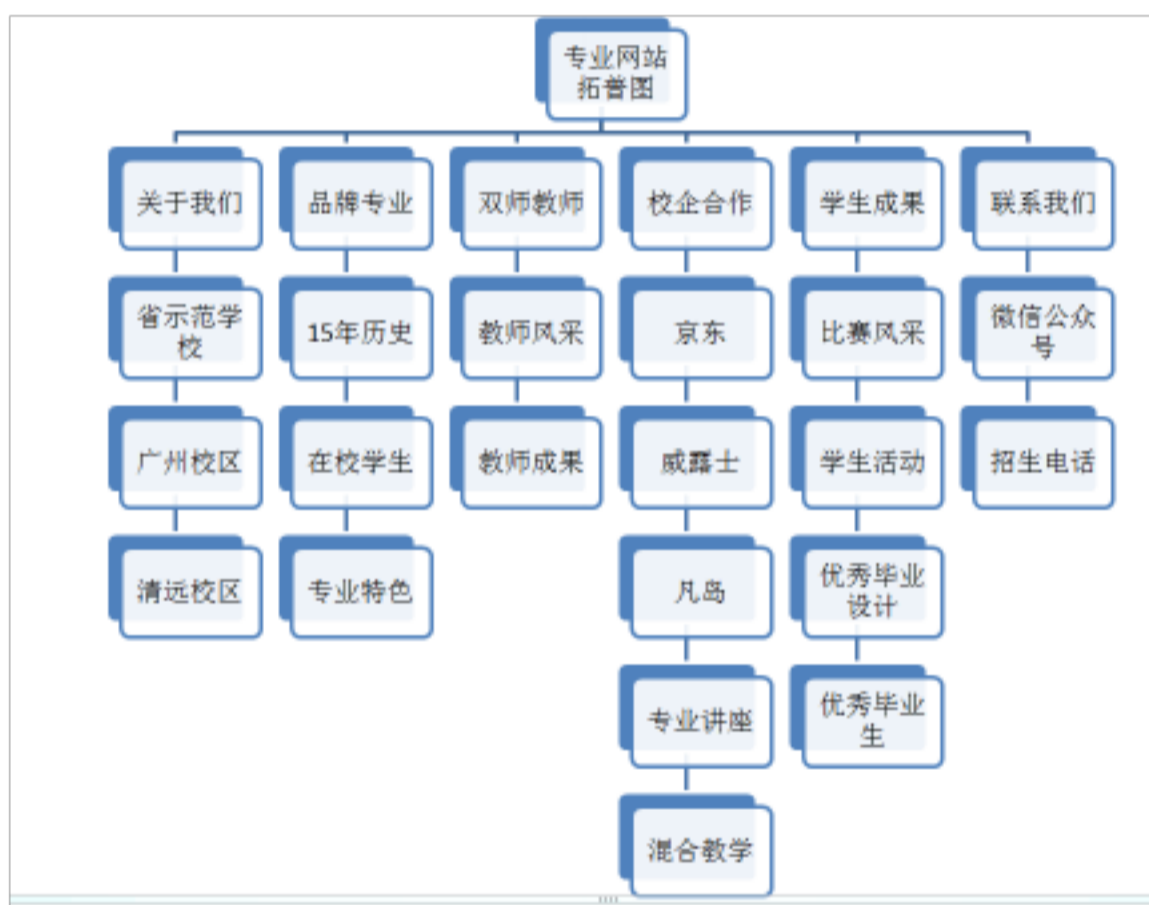 专业网站
拓普图
关于我们
品牌专业
双师教师
校企合作
学生成果
联系我们
省示范学
校
15年历史
教师风采
京东
比赛风采
微信公众
号
广州校区
在校学生
教师成果
威露士
学生活动
招生电话
清远校区
专业特色
凡岛
优秀毕业
设计
专业讲座
优秀毕业
生
混合教学